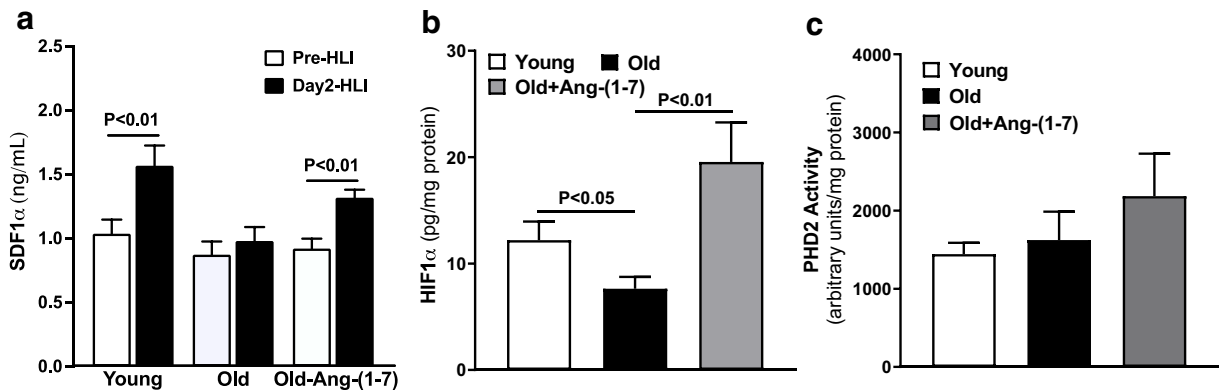 a
SDF1α (ng/mL)
2.5
2.0
1.5
1.0
0.5
0.0
Pre-HLI
Day2-HLI
P<0.01
P<0.01
Young Old Old-Ang-(1-7)
b
HIF1α (pg/mg protein)
30
20
10
0
Young Old
Old+Ang-(1-7)
P<0.01
P<0.05
c
PHD2 Activity
(arbitrary units/mg protein)
4000
3000
2000
1000
0
Young
Old
Old+Ang-(1-7)